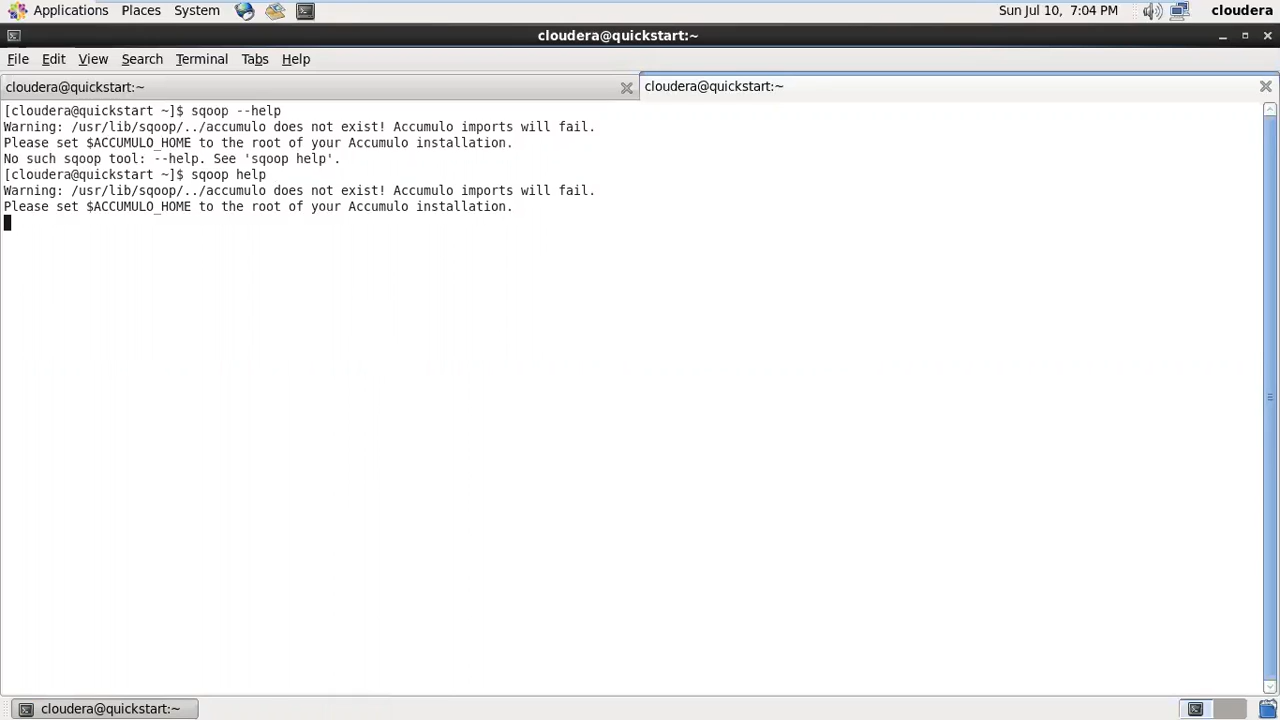 Applications Places System Sun Jul 10, 7:04 PM cloudera
cloudera@quickstart:~
File Edit View Search Terminal Tabs Help
cloudera@quickstart:~ cloudera@quickstart:~
[cloudera@quickstart ~]$ sqoop --help
Warning: /usr/lib/sqoop/../accumulo does not exist! Accumulo imports will fail.
Please set $ACCUMULO_HOME to the root of your Accumulo installation.
No such sqoop tool: --help. See 'sqoop help'.
[cloudera@quickstart ~]$ sqoop help
Warning: /usr/lib/sqoop/../accumulo does not exist! Accumulo imports will fail.
Please set $ACCUMULO_HOME to the root of your Accumulo installation.
cloudera@quickstart:~